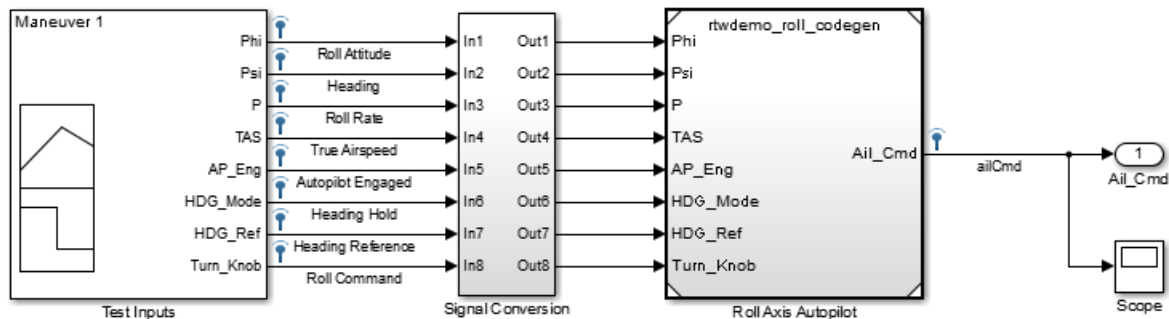 Maneuver 1
Phi
Psi
P
TAS
AP_Eng
HDG_Mode
HDG_Ref
Turn_Knob
Test Inputs
Roll Attitude
Heading
Roll Rate
True Airspeed
Autopilot Engaged
Heading Hold
Heading Reference
Roll Command
In1 Out1
In2 Out2
In3 Out3
In4 Out4
In5 Out5
In6 Out6
In7 Out7
In8 Out8
Signal Conversion
rtwdemo_roll_codegen
Phi
Psi
P
TAS
AP_Eng
HDG_Mode
HDG_Ref
Turn_Knob
Ail_Cmd
Roll Axis Autopilot
ailCmd
1
Ail_Cmd
Scope